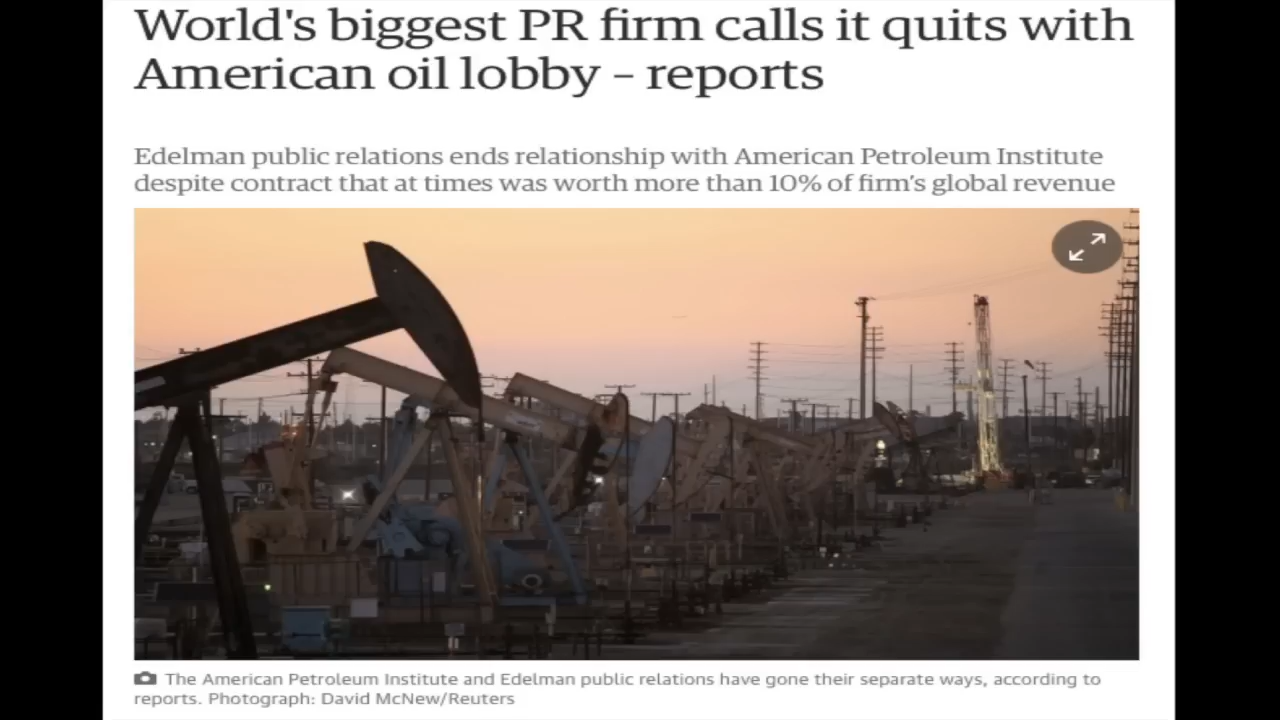 World's biggest PR firm calls it quits with
American oil lobby – reports
Edelman public relations ends relationship with American Petroleum Institute
despite contract that at times was worth more than 10% of firm's global revenue
The American Petroleum Institute and Edelman public relations have gone their separate ways, according to
reports. Photograph: David McNew/Reuters